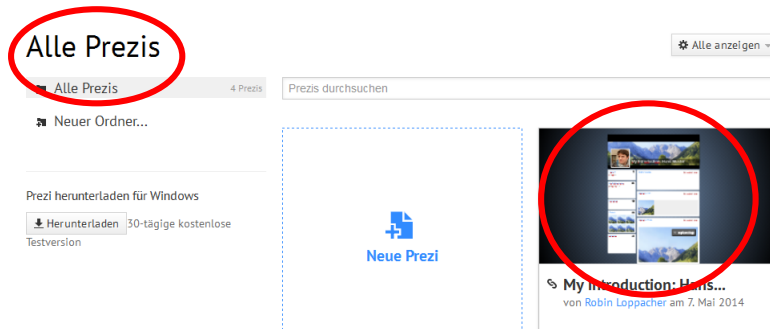 Alle Prezis
Alle anzeigen
Alle Prezis 4 Prezis
Prezis durchsuchen
Neuer Ordner...
Prezi herunterladen für Windows
Herunterladen 30-tägige kostenlose
Testversion
Neue Prezi
My Introduction: Hans...
von Robin Loppacher am 7. Mai 2014